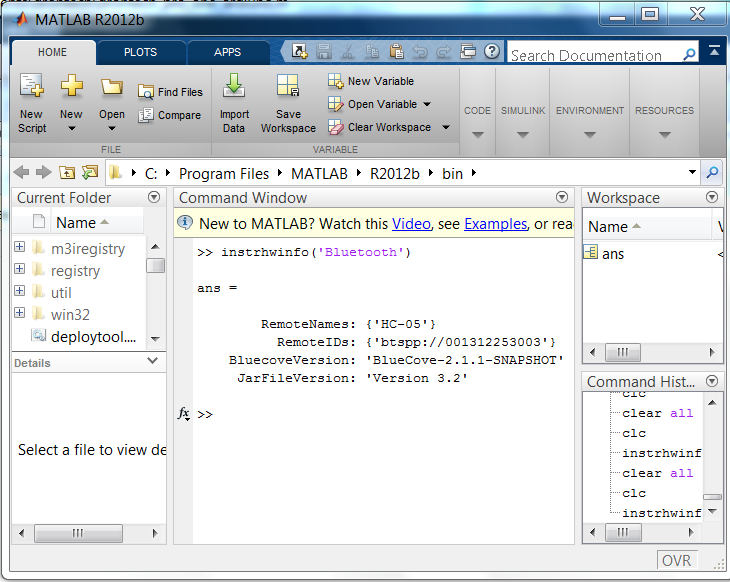 MATLAB R2012b
HOME
PLOTS
APPS
Search Documentation
New Script
New
Open
Find Files
Compare
Import Data
Save Workspace
New Variable
Open Variable
Clear Workspace
CODE
SIMULINK
ENVIRONMENT
RESOURCES
FILE
VARIABLE
C: Program Files MATLAB R2012b bin
Current Folder
Name
m3iregistry
registry
util
win32
deploytool....
Details
Select a file to view de
Command Window
New to MATLAB? Watch this Video, see Examples, or read
fx
>> instrhwinfo('Bluetooth')
ans =
RemoteNames: {'HC-05'}
RemoteIDs: {'btspp://001312253003'}
BluecoveVersion: 'BlueCove-2.1.1-SNAPSHOT'
JarFileVersion: 'Version 3.2'
>>
Workspace
Name
ans
Command Hist...
clc
clear all
clc
instrhwinf
clear all
clc
instrhwinf
OVR